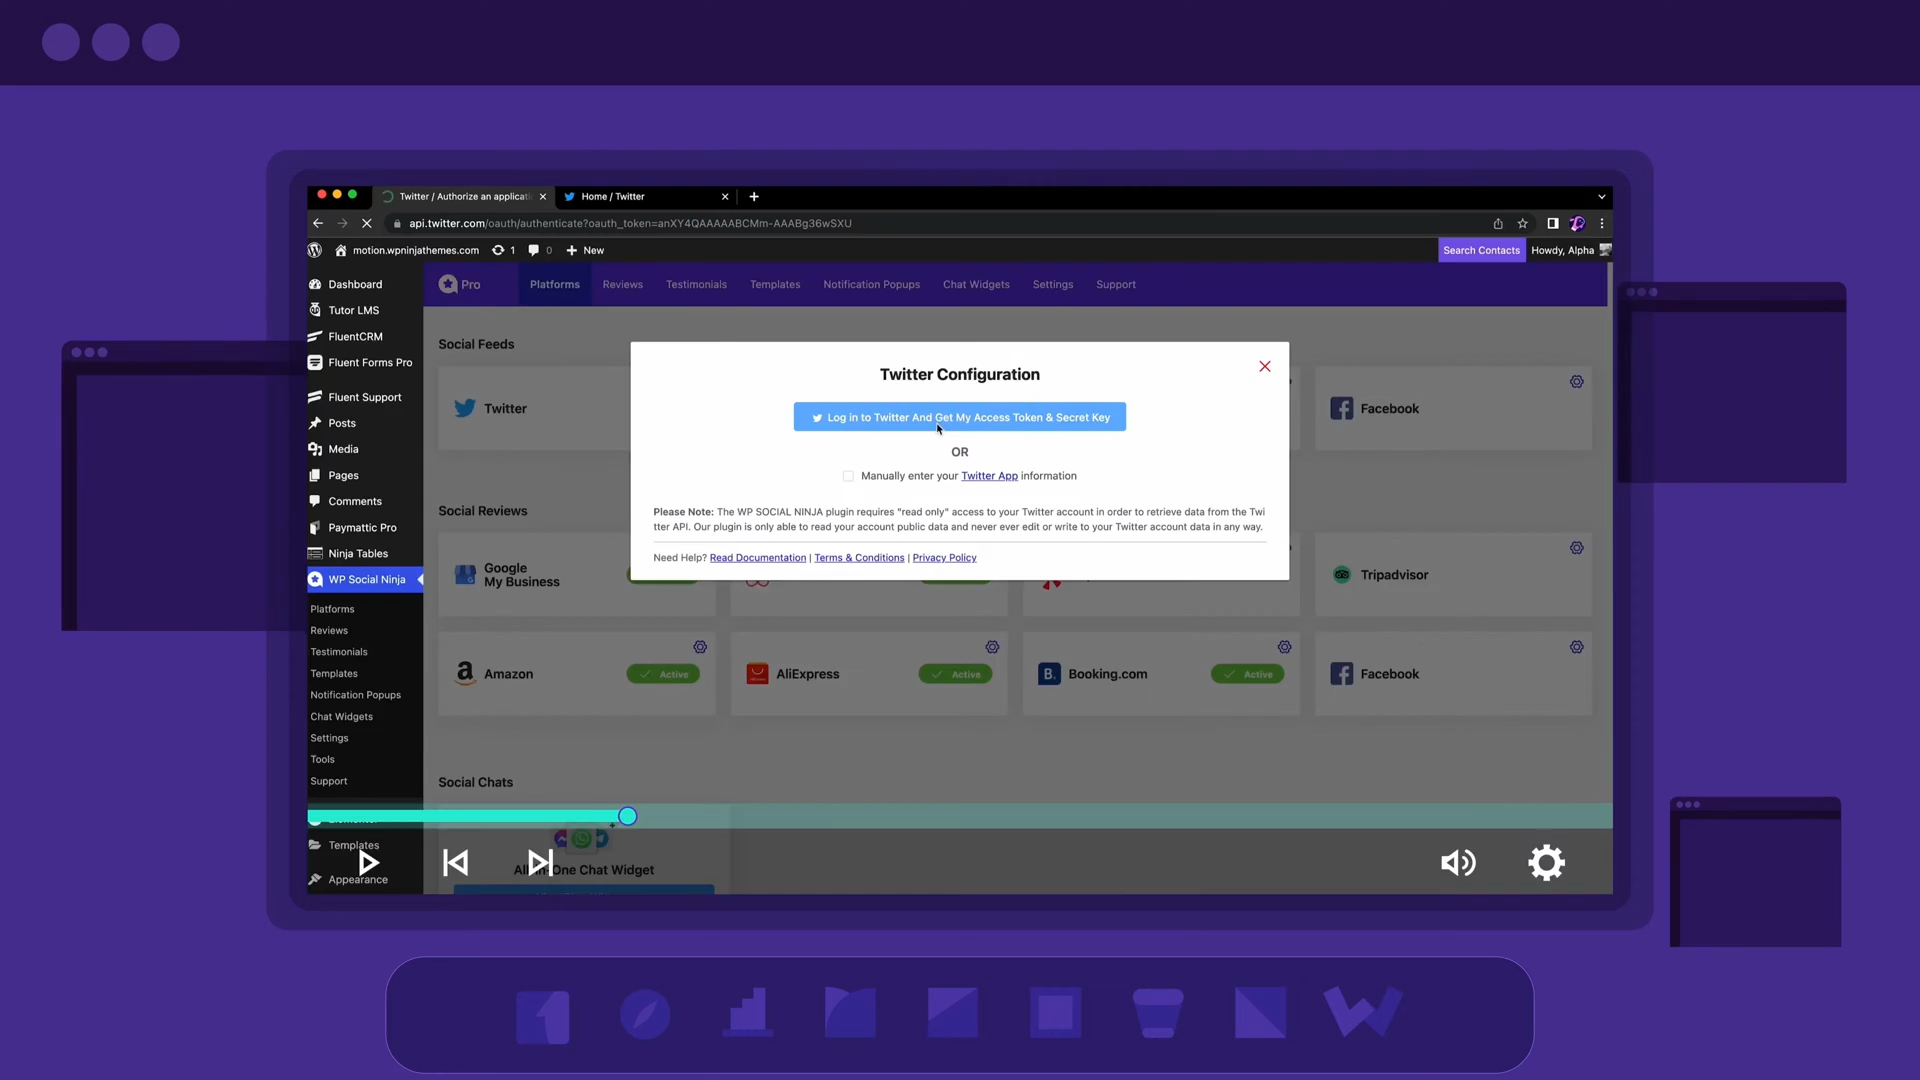 Twitter / Authorize an applicati
Home / Twitter
api.twitter.com/oauth/authenticate?oauth_token=anXY4QAAAAABCMm-AAABg36wSXU
motion.wpninjathemes.com
1
0
New
Search Contacts
Howdy, Alpha
Dashboard
Tutor LMS
FluentCRM
Fluent Forms Pro
Fluent Support
Posts
Media
Pages
Comments
Paymattic Pro
Ninja Tables
WP Social Ninja
Platforms
Reviews
Testimonials
Templates
Notification Popups
Chat Widgets
Settings
Tools
Support
Templates
Appearance
Pro
Platforms
Reviews
Testimonials
Templates
Notification Popups
Chat Widgets
Settings
Support
Social Feeds
Twitter
Facebook
Twitter Configuration
Log in to Twitter And Get My Access Token & Secret Key
OR
Manually enter your Twitter App information
Please Note: The WP SOCIAL NINJA plugin requires "read only" access to your Twitter account in order to retrieve data from the Twi
tter API. Our plugin is only able to read your account public data and never ever edit or write to your Twitter account data in any way.
Need Help? Read Documentation | Terms & Conditions | Privacy Policy
Social Reviews
Google
My Business
Tripadvisor
Amazon
Active
AliExpress
Active
Booking.com
Active
Facebook
Social Chats
All-in-One Chat Widget